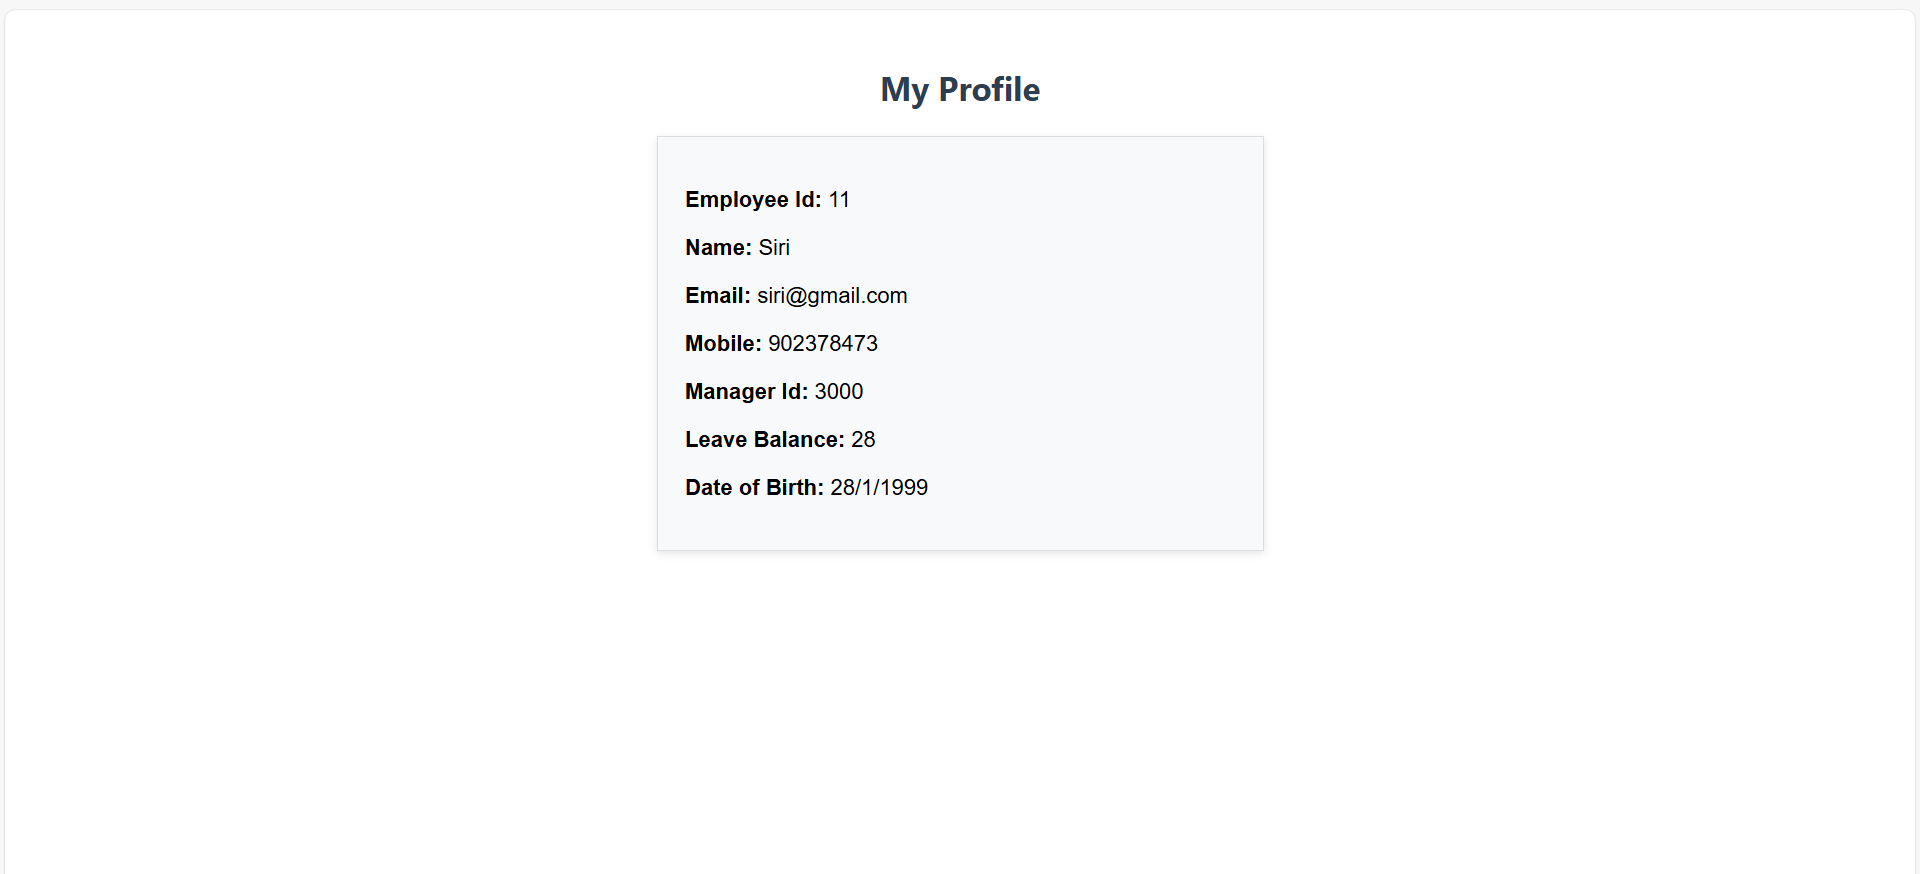 My Profile
Employee Id: 11
Name: Siri
Email: siri@gmail.com
Mobile: 902378473
Manager Id: 3000
Leave Balance: 28
Date of Birth: 28/1/1999